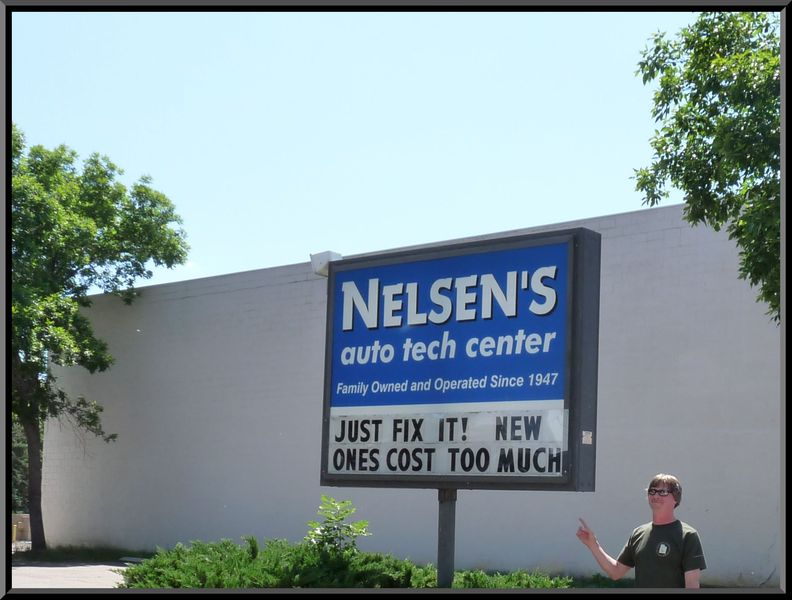 NELSEN'S
auto tech center
Family Owned and Operated Since 1947
JUST FIX IT! NEW
ONES COST TOO MUCH